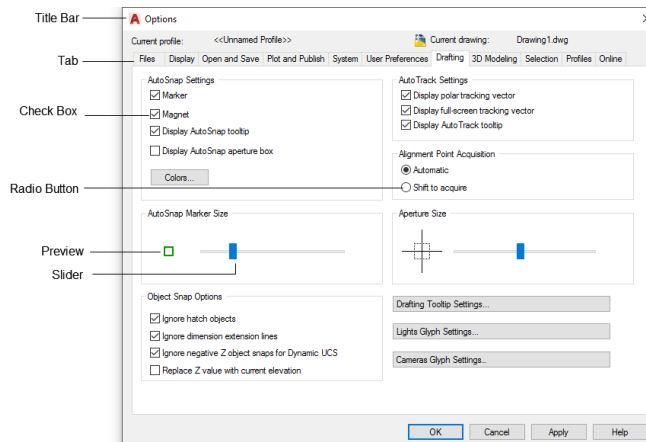 Title Bar
Options
Current profile: <<Unnamed Profile>> Current drawing: Drawing1.dwg
Tab
Files Display Open and Save Plot and Publish System User Preferences Drafting 3D Modeling Selection Profiles Online
AutoSnap Settings
Marker
Check Box
Magnet
Display AutoSnap tooltip
Display AutoSnap aperture box
Colors...
AutoTrack Settings
Display polar tracking vector
Display full-screen tracking vector
Display AutoTrack tooltip
Alignment Point Acquisition
Automatic
Radio Button
Shift to acquire
AutoSnap Marker Size
Aperture Size
Preview
Slider
Object Snap Options
Ignore hatch objects
Ignore dimension extension lines
Ignore negative Z object snaps for Dynamic UCS
Replace Z value with current elevation
Drafting Tooltip Settings...
Lights Glyph Settings...
Cameras Glyph Settings..
OK Cancel Apply Help